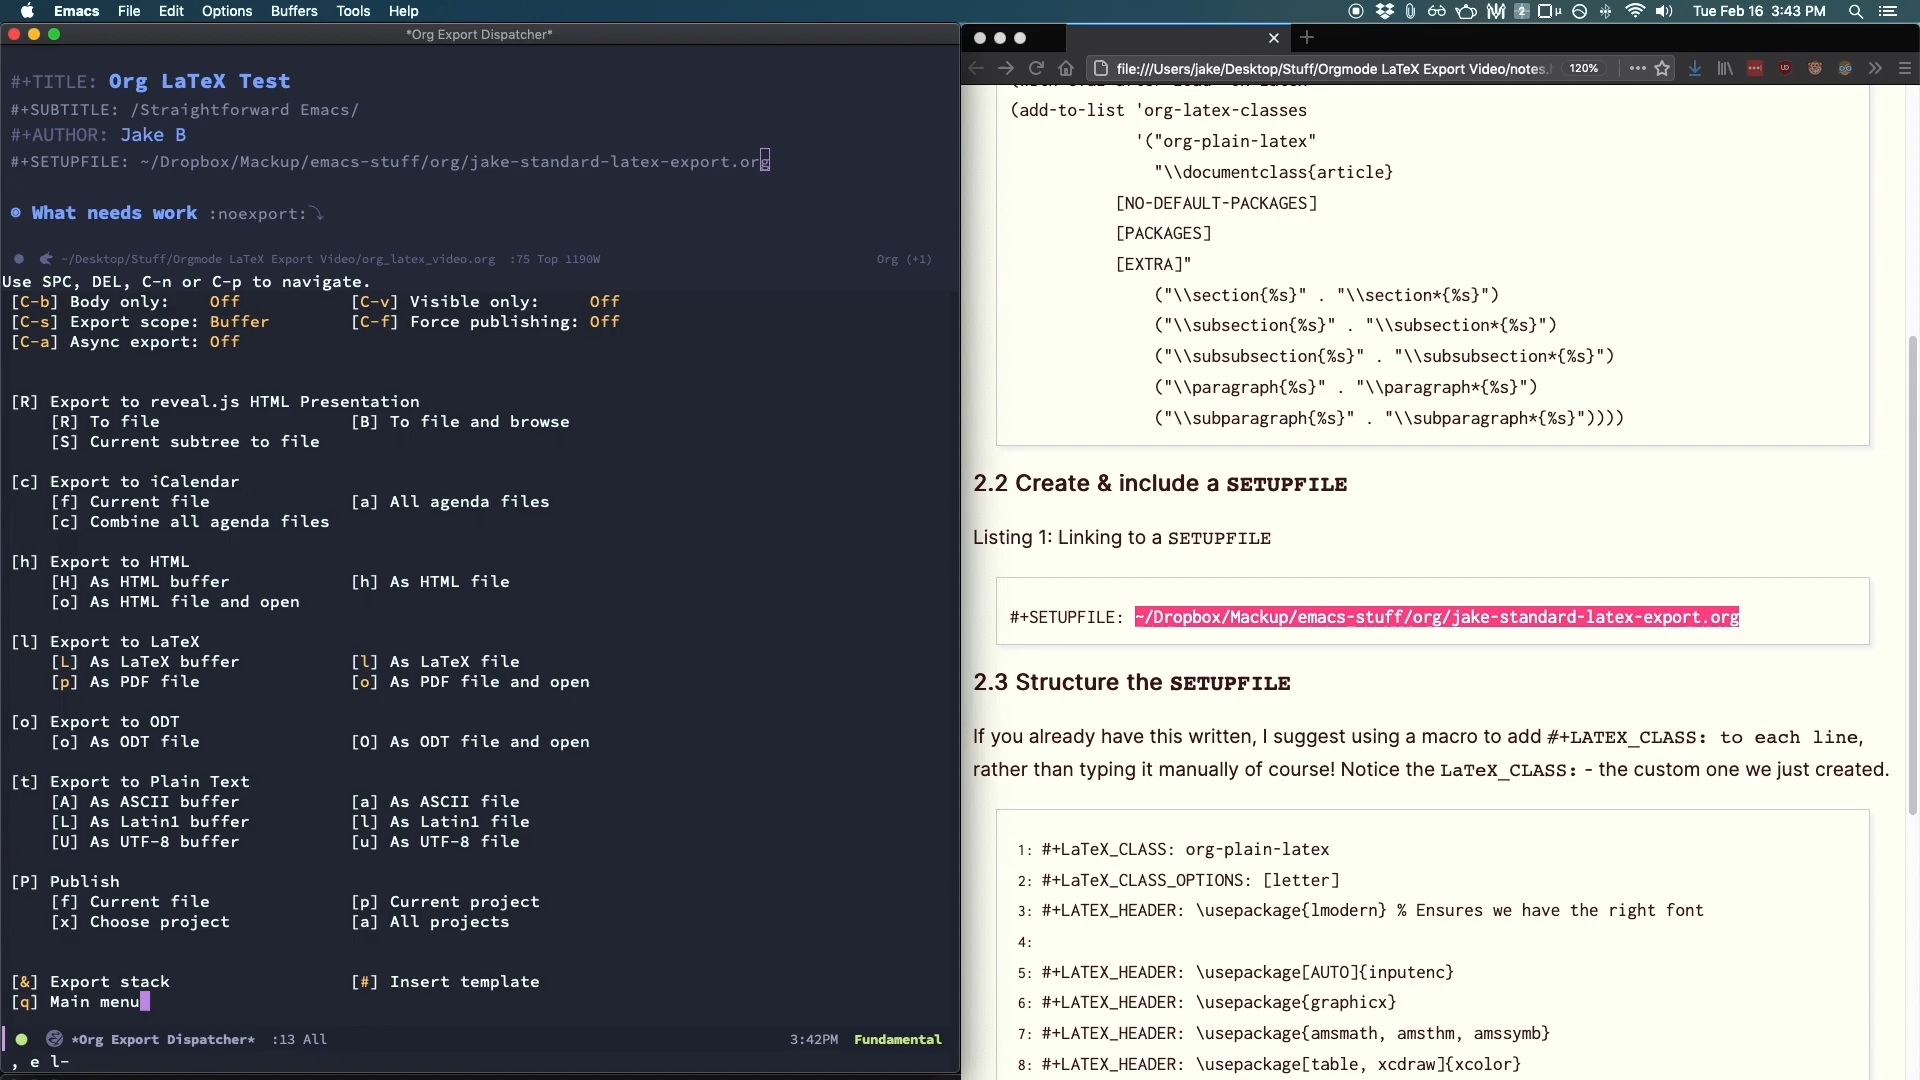 Emacs File Edit Options Buffers Tools Help
Tue Feb 16 3:43 PM
*Org Export Dispatcher*
#+TITLE: Org LaTeX Test
#+SUBTITLE: /Straightforward Emacs/
#+AUTHOR: Jake B
#+SETUPFILE: ~/Dropbox/Mackup/emacs-stuff/org/jake-standard-latex-export.org
What needs work :noexport:
~/Desktop/Stuff/Orgmode LaTeX Export Video/org_latex_video.org :75 Top 1190W Org (+1)
Use SPC, DEL, C-n or C-p to navigate.
[C-b] Body only: Off [C-v] Visible only: Off
[C-s] Export scope: Buffer [C-f] Force publishing: Off
[C-a] Async export: Off
[R] Export to reveal.js HTML Presentation
[R] To file [B] To file and browse
[S] Current subtree to file
[c] Export to iCalendar
[f] Current file [a] All agenda files
[c] Combine all agenda files
[h] Export to HTML
[H] As HTML buffer [h] As HTML file
[o] As HTML file and open
[l] Export to LaTeX
[L] As LaTeX buffer [l] As LaTeX file
[p] As PDF file [o] As PDF file and open
[o] Export to ODT
[o] As ODT file [O] As ODT file and open
[t] Export to Plain Text
[A] As ASCII buffer [a] As ASCII file
[L] As Latin1 buffer [l] As Latin1 file
[U] As UTF-8 buffer [u] As UTF-8 file
[P] Publish
[f] Current file [p] Current project
[x] Choose project [a] All projects
[&] Export stack [#] Insert template
[q] Main menu
*Org Export Dispatcher* :13 All 3:42PM Fundamental
, e l-
file:///Users/jake/Desktop/Stuff/Orgmode LaTeX Export Video/notes. 120%
(add-to-list 'org-latex-classes
'("org-plain-latex"
"\\documentclass{article}
[NO-DEFAULT-PACKAGES]
[PACKAGES]
[EXTRA]"
("\\section{%s}" . "\\section*{%s}")
("\\subsection{%s}" . "\\subsection*{%s}")
("\\subsubsection{%s}" . "\\subsubsection*{%s}")
("\\paragraph{%s}" . "\\paragraph*{%s}")
("\\subparagraph{%s}" . "\\subparagraph*{%s}"))))
2.2 Create & include a SETUPFILE
Listing 1: Linking to a SETUPFILE
#+SETUPFILE: ~/Dropbox/Mackup/emacs-stuff/org/jake-standard-latex-export.org
2.3 Structure the SETUPFILE
If you already have this written, I suggest using a macro to add #+LATEX_CLASS: to each line,
rather than typing it manually of course! Notice the LaTeX_CLASS: - the custom one we just created.
1: #+LaTeX_CLASS: org-plain-latex
2: #+LaTeX_CLASS_OPTIONS: [letter]
3: #+LATEX_HEADER: \usepackage{lmodern} % Ensures we have the right font
4:
5: #+LATEX_HEADER: \usepackage[AUTO]{inputenc}
6: #+LATEX_HEADER: \usepackage{graphicx}
7: #+LATEX_HEADER: \usepackage{amsmath, amsthm, amssymb}
8: #+LATEX_HEADER: \usepackage[table, xcdraw]{xcolor}